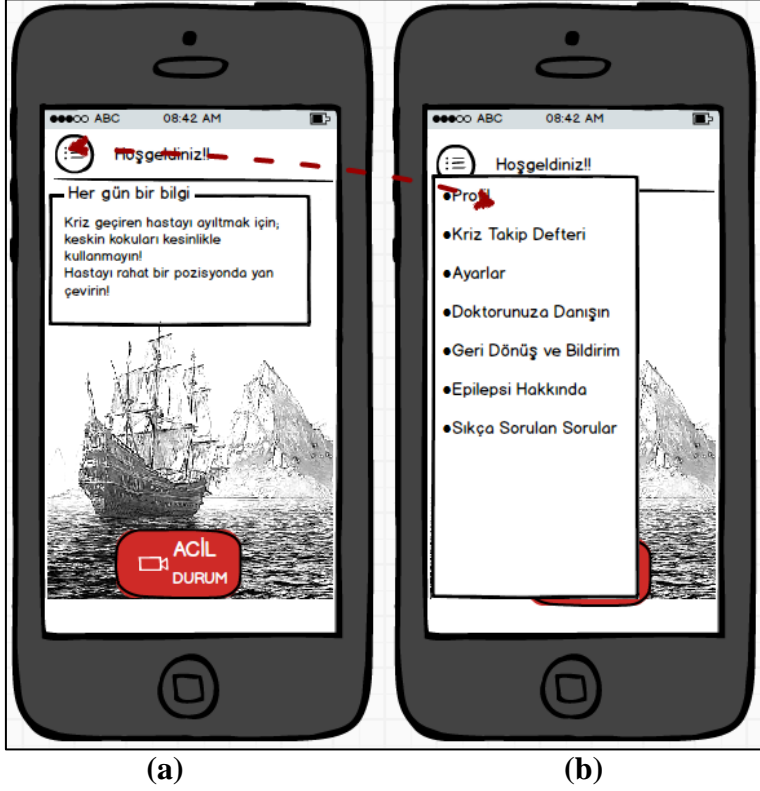 ABC 08:42 AM
Hoşgeldiniz!!
Her gün bir bilgi
Kriz geçiren hastayı ayıltmak için;
keskin kokuları kesinlikle
kullanmayın!
Hastayı rahat bir pozisyonda yan
çevirin!
ACİL
DURUM
(a)
ABC 08:42 AM
Hoşgeldiniz!!
●Profil
●Kriz Takip Defteri
●Ayarlar
●Doktorunuza Danışın
●Geri Dönüş ve Bildirim
●Epilepsi Hakkında
●Sıkça Sorulan Sorular
(b)